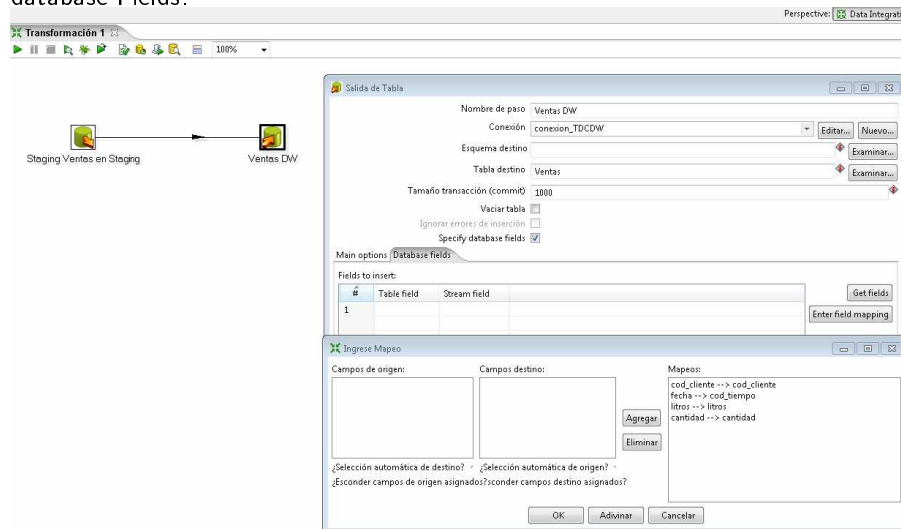 database Fields.
Perspective: Data Integrati
Transformación 1
100%
Staging Ventas en Staging
Ventas DW
Salida de Tabla
Nombre de paso Ventas DW
Conexión conexion_TDCDW Editar... Nuevo...
Esquema destino Examinar...
Tabla destino Ventas Examinar...
Tamaño transacción (commit) 1000
Vaciar tabla
Ignorar errores de inserción
Specify database fields
Main options Database fields
Fields to insert:
# Table field Stream field Get fields
1 Enter field mapping
Ingrese Mapeo
Campos de origen: Campos destino: Mapeos:
cod_cliente --> cod_cliente
fecha --> cod_tiempo
litros --> litros
cantidad --> cantidad
Agregar
Eliminar
¿Selección automática de destino? ¿Selección automática de origen?
¿Esconder campos de origen asignados?sconder campos destino asignados?
OK Adivinar Cancelar